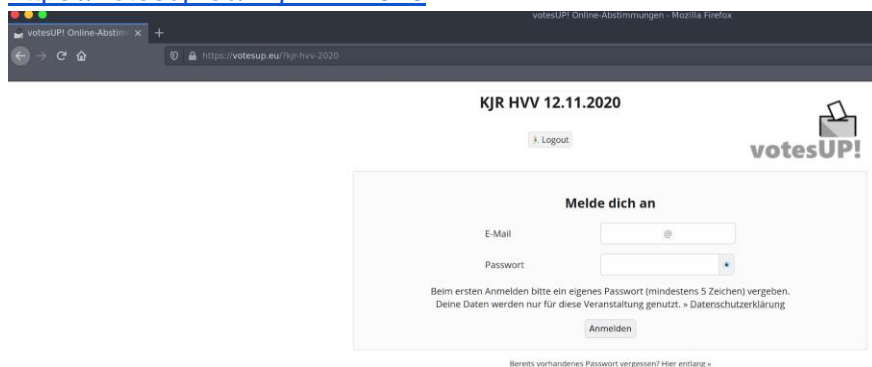 votesUP! Online-Abstimmungen - Mozilla Firefox
votesUP! Online-Abstim
https://votesup.eu/?kjr-hvv-2020
KJR HVV 12.11.2020
Logout
votesUP!
Melde dich an
E-Mail
@
Passwort
Beim ersten Anmelden bitte ein eigenes Passwort (mindestens 5 Zeichen) vergeben.
Deine Daten werden nur für diese Veranstaltung genutzt. » Datenschutzerklärung
Anmelden
Bereits vorhandenes Passwort vergessen? Hier entlang »